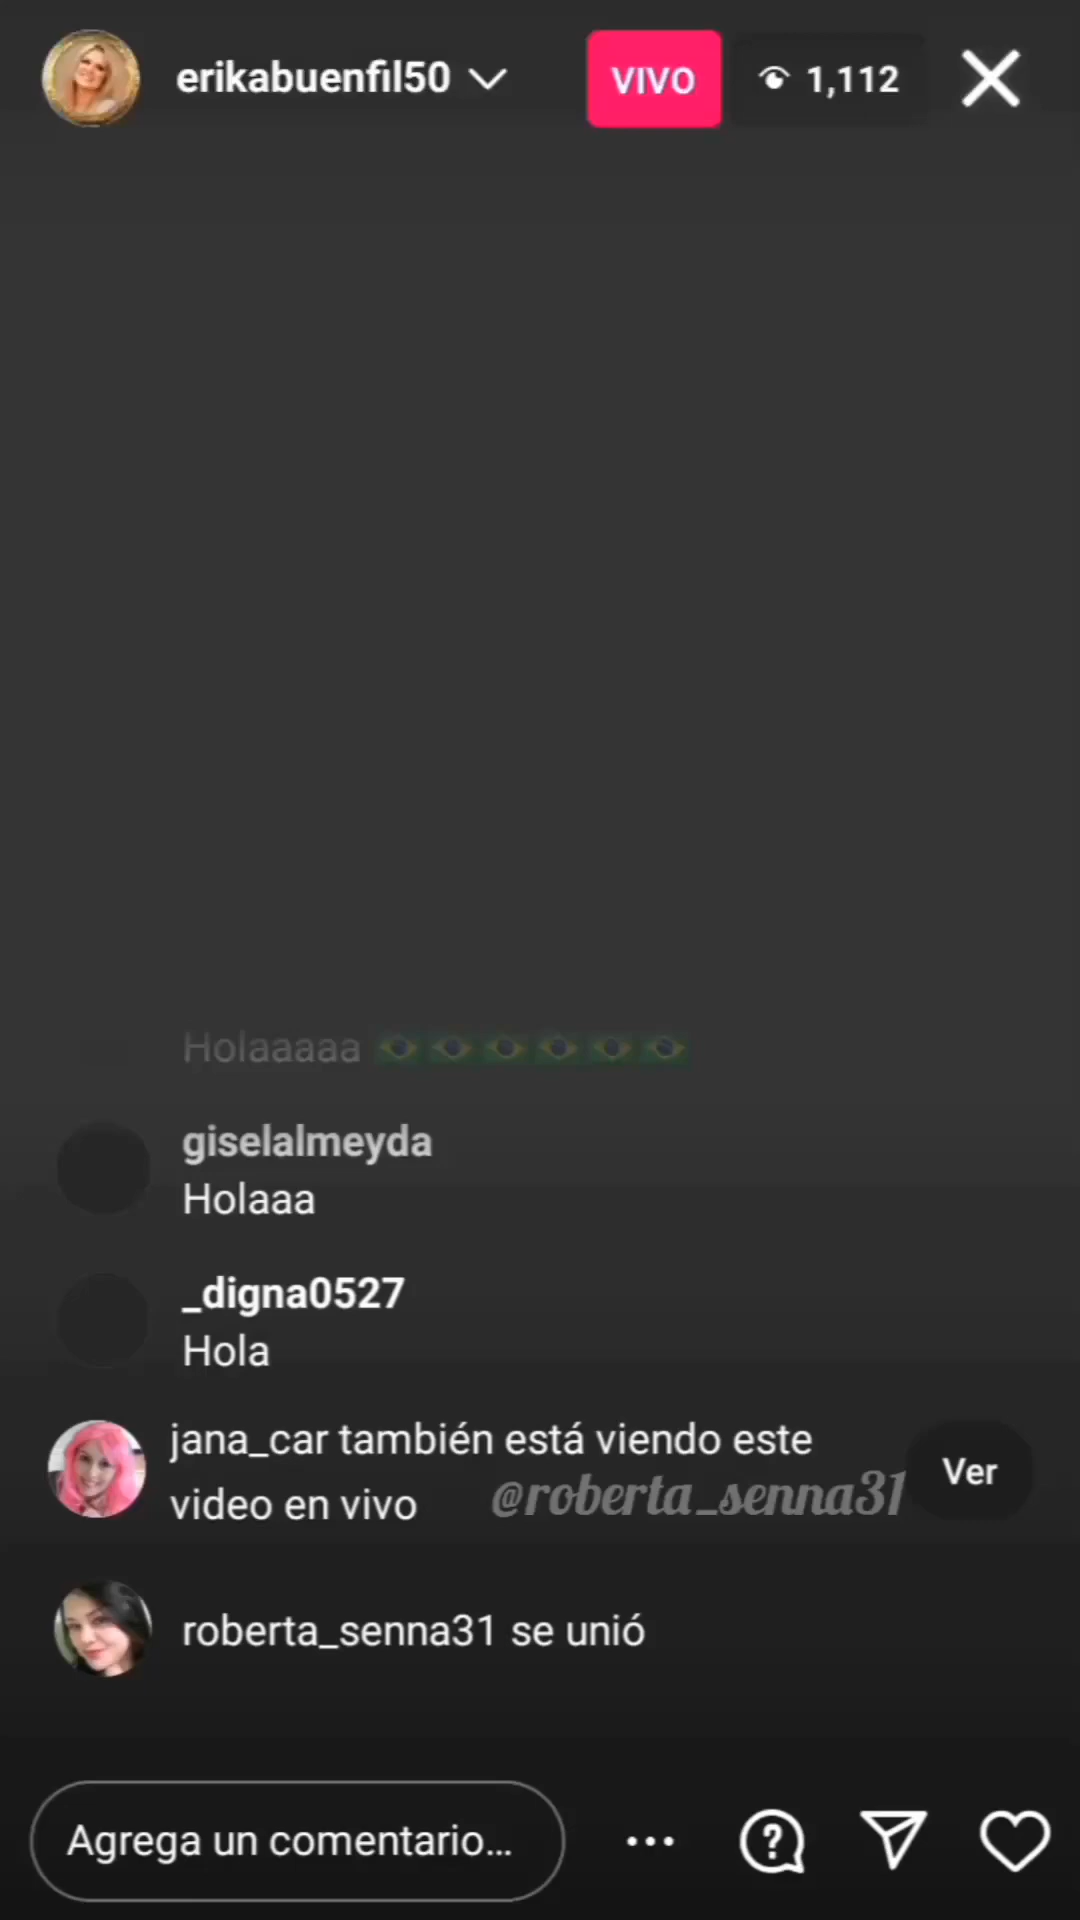 erikabuenfil50
VIVO
1,112
Holaaaaa 🇧🇷🇧🇷🇧🇷🇧🇷🇧🇷🇧🇷
giselalmeyda
Holaaa
_digna0527
Hola
jana_car también está viendo este
video en vivo
Ver
@roberta_senna31
roberta_senna31 se unió
Agrega un comentario...